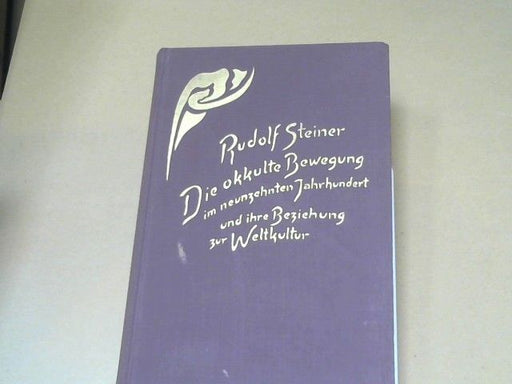 Rudolf Steiner
Die okkulte Bewegung
im neunzehnten Jahrhundert
und ihre Beziehung
zur Weltkultur